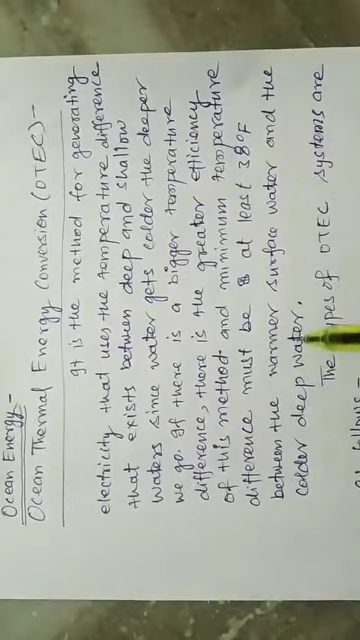 Ocean Energy-
Ocean Thermal Energy Conversion (OTEC)-
It is the method for generating
electricity that uses the temperature difference
that exists between deep and shallow
waters since water gets colder the deeper
we go. If there is a bigger temperature
difference, there is the greater efficiency
of this method and minimum temperature
difference must be at least 38°F
between the warmer surface water and the
colder deep water.
The types of OTEC systems are
as follows-